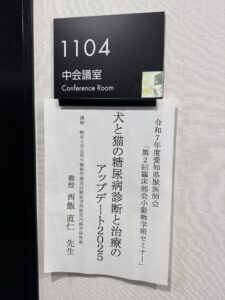 1104
中会議室
Conference Room
令和7年度愛知県獣医師会
「第2回臨床部会小動物学術セミナー」
犬と猫の糖尿病診断と治療の
アップデート2025
講師
教授 西飯 直仁 先生